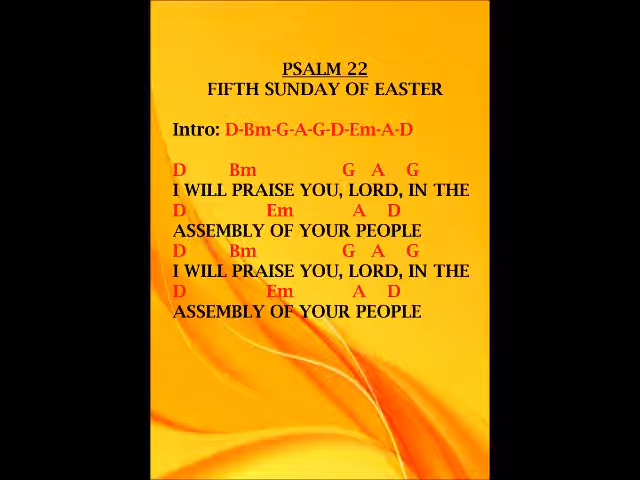 PSALM 22
FIFTH SUNDAY OF EASTER
Intro: D-Bm-G-A-G-D-Em-A-D
D Bm G A G
I WILL PRAISE YOU, LORD, IN THE
D Em A D
ASSEMBLY OF YOUR PEOPLE
D Bm G A G
I WILL PRAISE YOU, LORD, IN THE
D Em A D
ASSEMBLY OF YOUR PEOPLE